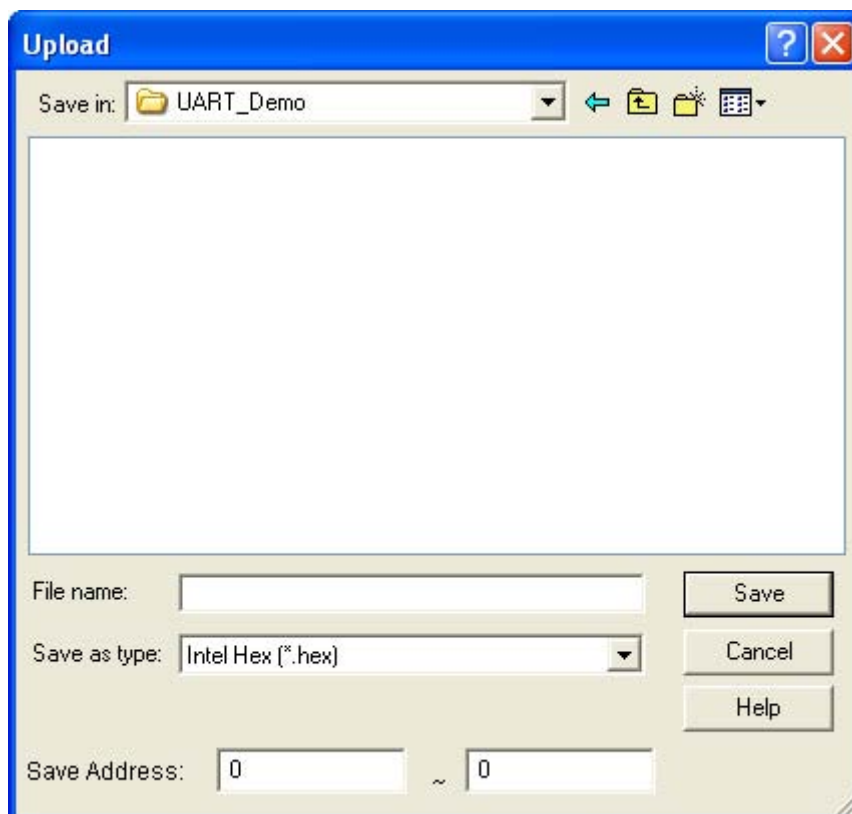 Upload
Save in: UART_Demo
File name:
Save
Save as type: Intel Hex (*.hex)
Cancel
Help
Save Address: 0 ~ 0